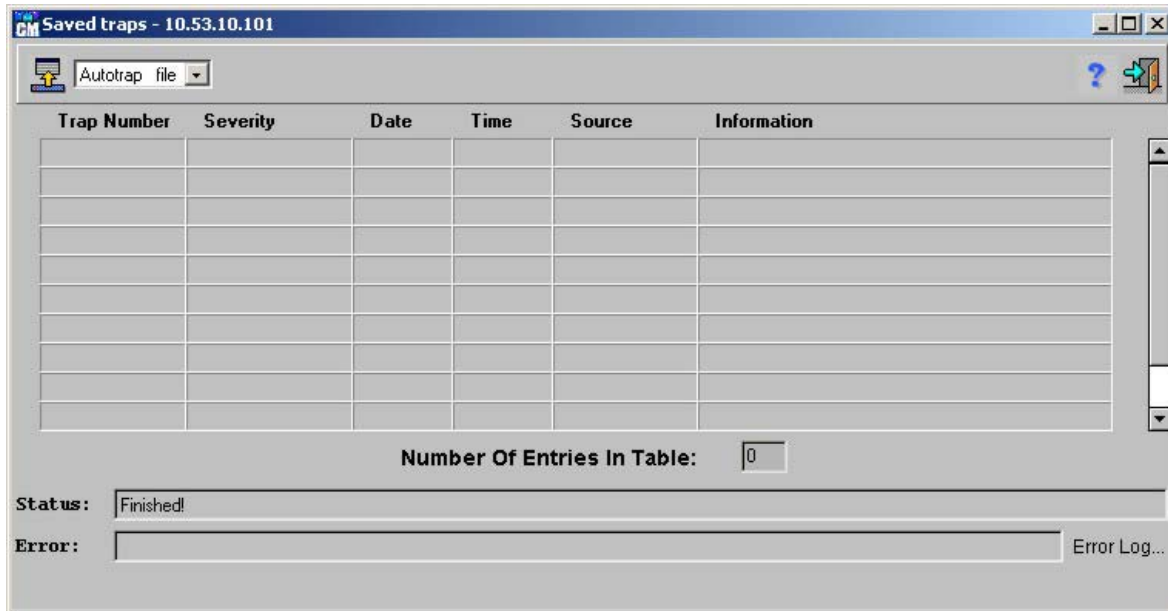 CM Saved traps - 10.53.10.101
Autotrap file
?
Trap Number Severity Date Time Source Information
Number Of Entries In Table: 0
Status: Finished!
Error: Error Log...